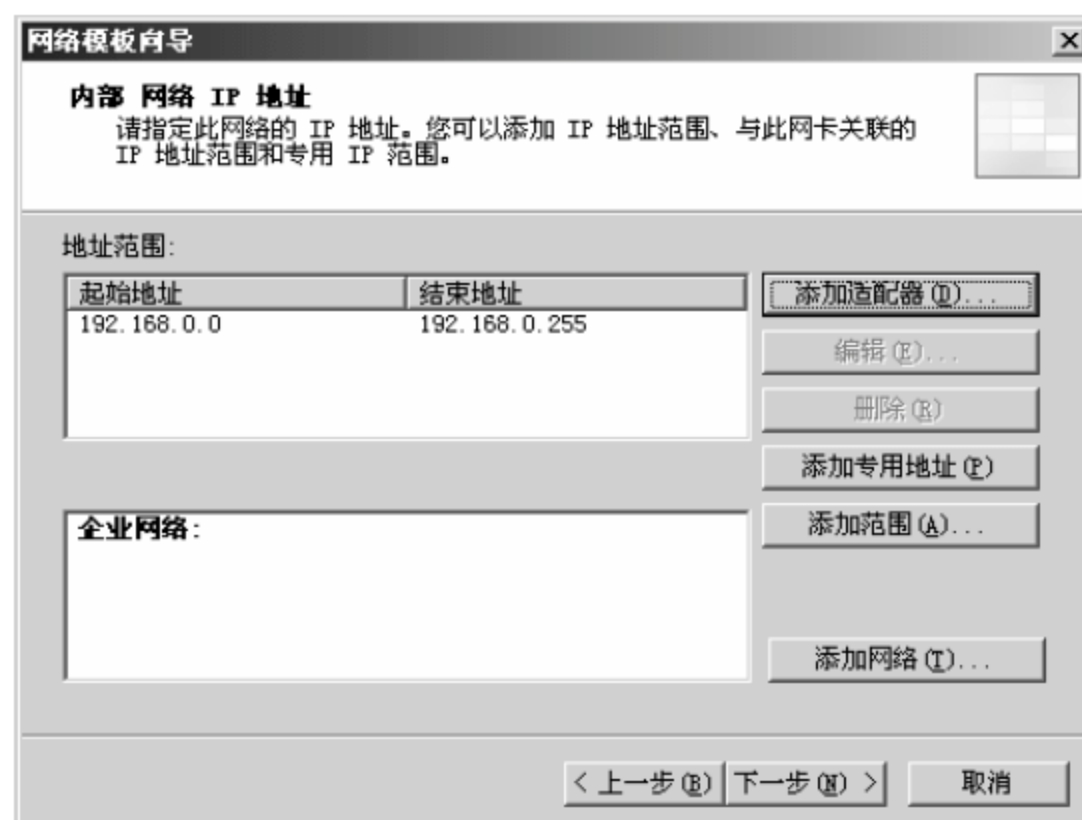 网络模板向导
内部 网络 IP 地址
请指定此网络的 IP 地址。您可以添加 IP 地址范围、与此网卡关联的
IP 地址范围和专用 IP 范围。
地址范围:
起始地址 结束地址
192.168.0.0 192.168.0.255
添加适配器(D)...
编辑(E)...
删除(R)
添加专用地址(P)
添加范围(A)...
企业网络:
添加网络(T)...
< 上一步(B) 下一步(N) > 取消